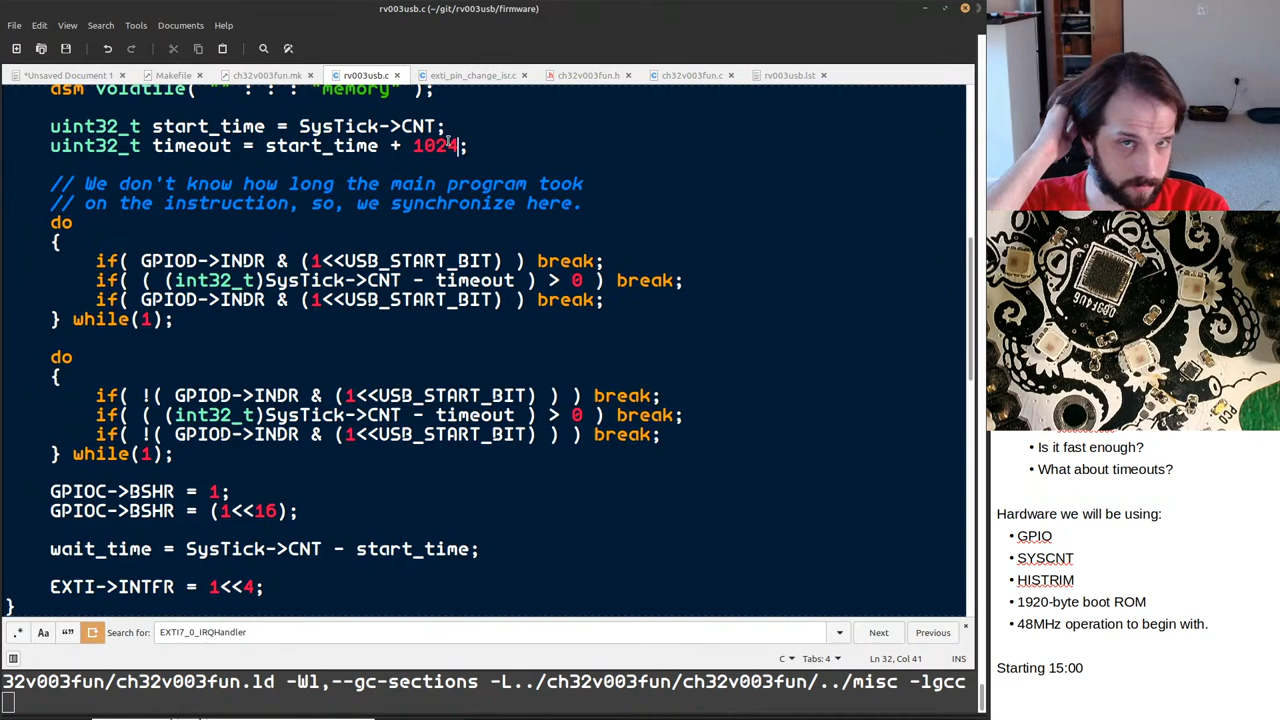 rv003usb.c (~/git/rv003usb/firmware)
File Edit View Search Tools Documents Help
*Unsaved Document 1 Makefile ch32v003fun.mk rv003usb.c exti_pin_change_isr.c ch32v003fun.h ch32v003fun.c rv003usb.lst
asm volatile( "" : : : "memory" );
uint32_t start_time = SysTick->CNT;
uint32_t timeout = start_time + 1024;
// We don't know how long the main program took
// on the instruction, so, we synchronize here.
do
{
if( GPIOD->INDR & (1<<USB_START_BIT) ) break;
if( ( (int32_t)SysTick->CNT - timeout ) > 0 ) break;
if( GPIOD->INDR & (1<<USB_START_BIT) ) break;
} while(1);
do
{
if( !( GPIOD->INDR & (1<<USB_START_BIT) ) ) break;
if( ( (int32_t)SysTick->CNT - timeout ) > 0 ) break;
if( !( GPIOD->INDR & (1<<USB_START_BIT) ) ) break;
} while(1);
GPIOC->BSHR = 1;
GPIOC->BSHR = (1<<16);
wait_time = SysTick->CNT - start_time;
EXTI->INTFR = 1<<4;
}
.* Aa “” Search for: EXTI7_0_IRQHandler Next Previous
C Tabs: 4 Ln 32, Col 41 INS
32v003fun/ch32v003fun.ld -Wl,--gc-sections -L../ch32v003fun/ch32v003fun/../misc -lgcc
• Is it fast enough?
• What about timeouts?
Hardware we will be using:
• GPIO
• SYSCNT
• HISTRIM
• 1920-byte boot ROM
• 48MHz operation to begin with.
Starting 15:00